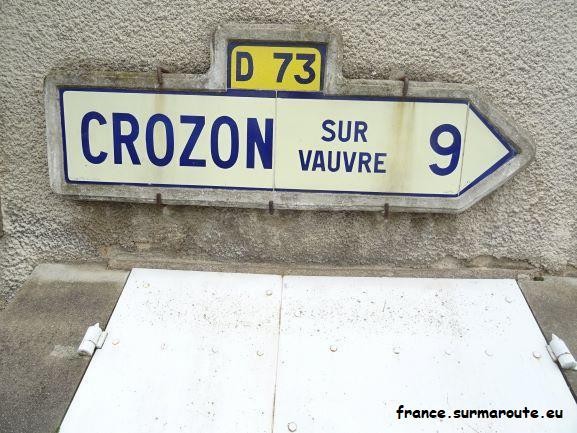 D 73
CROZON SUR VAUVRE 9
france.surmaroute.eu